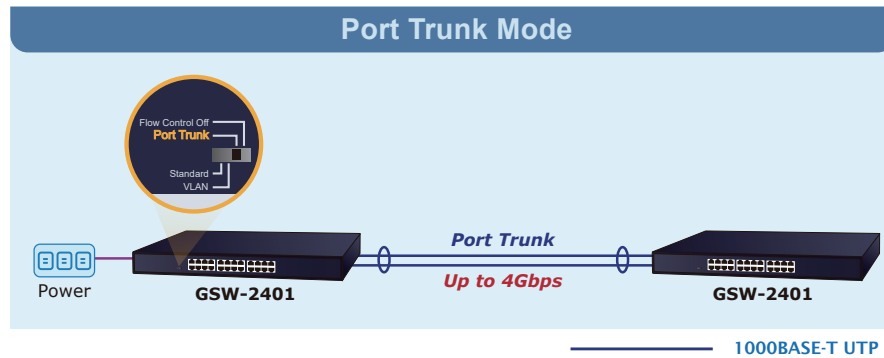 Port Trunk Mode
Flow Control Off
Port Trunk
Standard
VLAN
Port Trunk
Up to 4Gbps
Power
GSW-2401
GSW-2401
1000BASE-T UTP